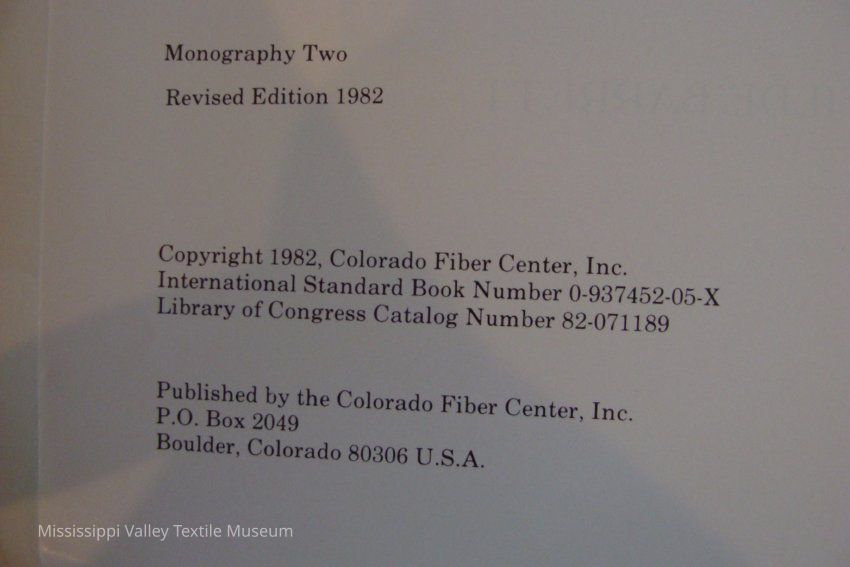 Monography Two
Revised Edition 1982
Copyright 1982, Colorado Fiber Center, Inc.
International Standard Book Number 0-937452-05-X
Library of Congress Catalog Number 82-071189
Published by the Colorado Fiber Center, Inc.
P.O. Box 2049
Boulder, Colorado 80306 U.S.A.
Mississippi Valley Textile Museum